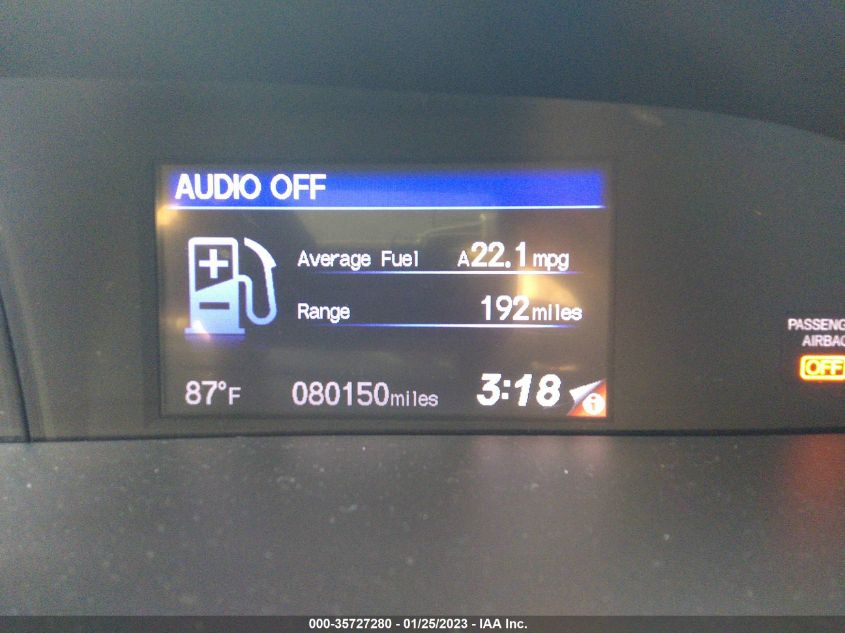 AUDIO OFF
Average Fuel A22.1mpg
Range 192miles
87°F 080150miles 3:18 i
PASSENG
AIRBAG
OFF
000-35727280 - 01/25/2023 - IAA Inc.